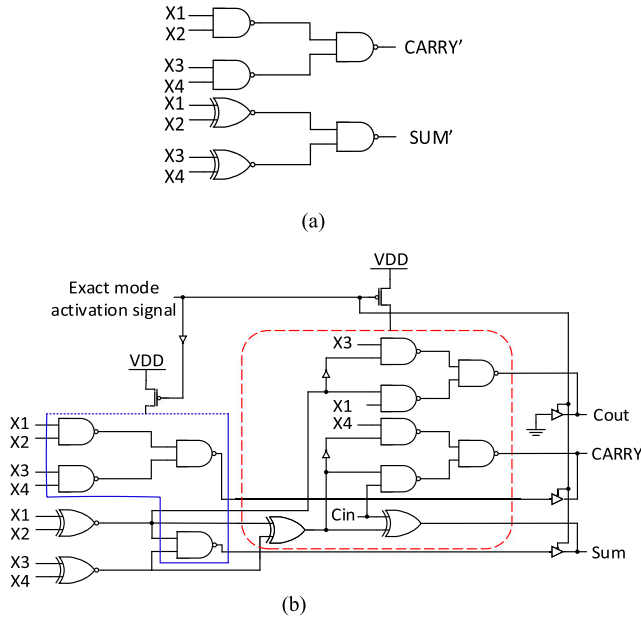 X1
X2
X3
X4
CARRY'
X1
X2
X3
X4
SUM'
(a)
VDD
Exact mode
activation signal
VDD
X3
X1
X4
Cin
X1
X2
X3
X4
X1
X2
X3
X4
Cout
CARRY
Sum
(b)